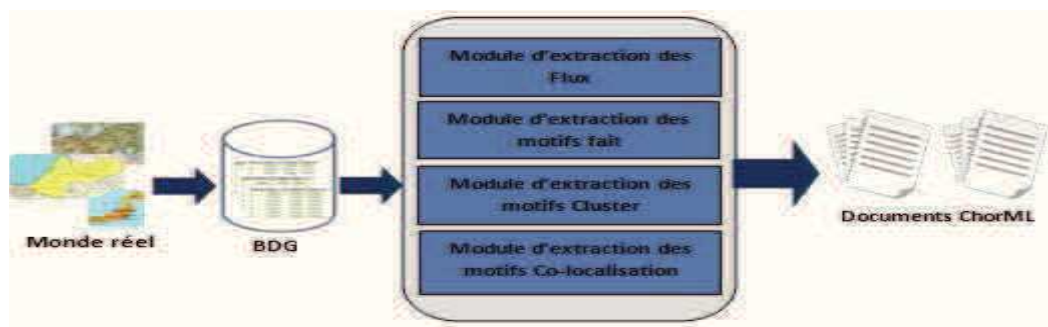 Module d'extraction des
Flux
Module d'extraction des
motifs fait
Module d'extraction des
motifs Cluster
Module d'extraction des
motifs Co-localisation
Monde réel
BDG
Documents ChorML